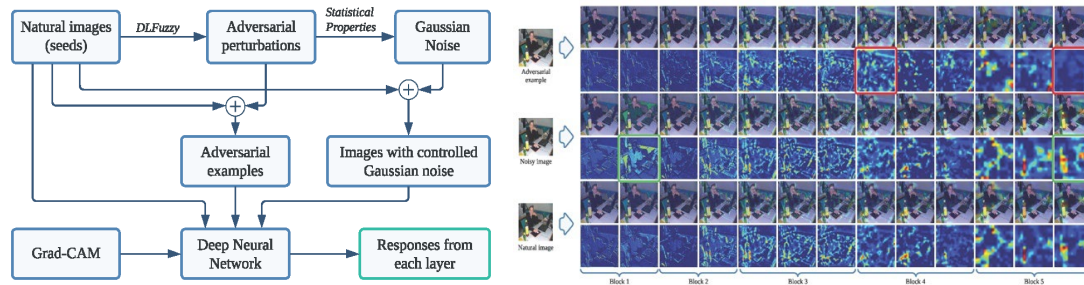 Natural images
(seeds)
DLFuzzy
Adversarial
perturbations
Statistical
Properties
Gaussian
Noise
Adversarial
examples
Images with controlled
Gaussian noise
Grad-CAM
Deep Neural
Network
Responses from
each layer
Adversarial
example
Noisy image
Natural image
Block 1
Block 2
Block 3
Block 4
Block 5